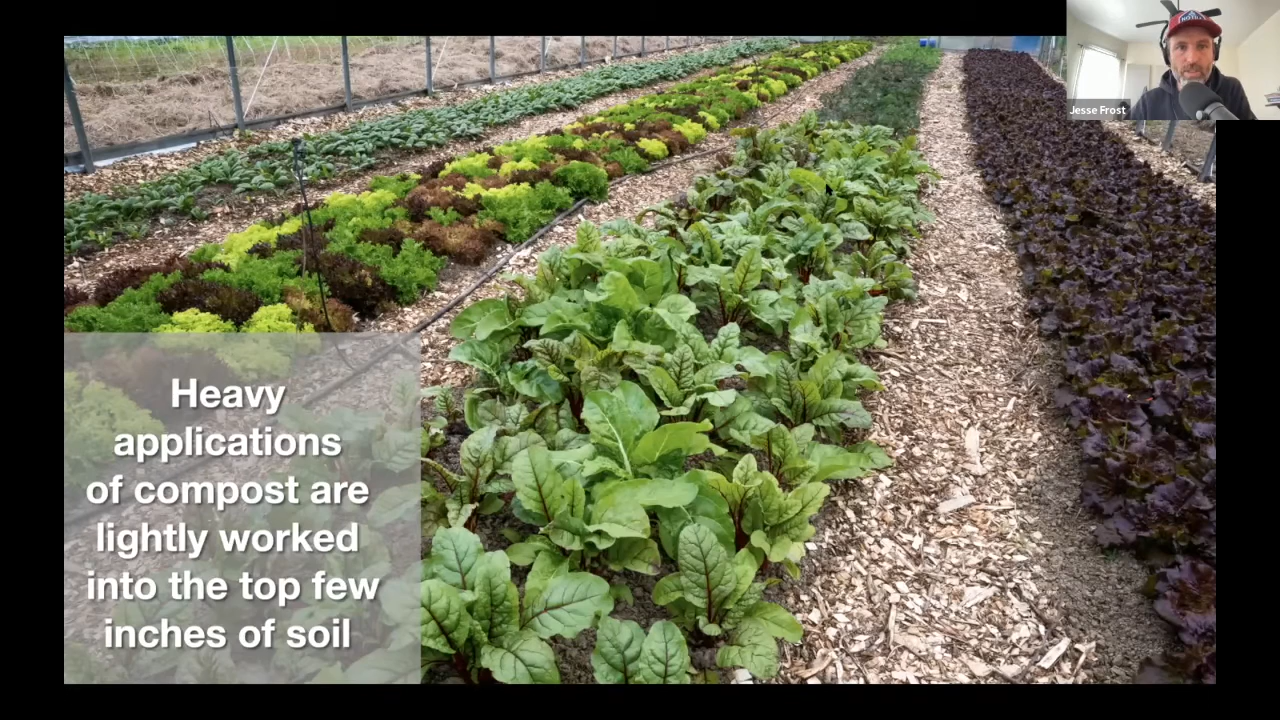 Jesse Frost
Heavy
applications
of compost are
lightly worked
into the top few
inches of soil